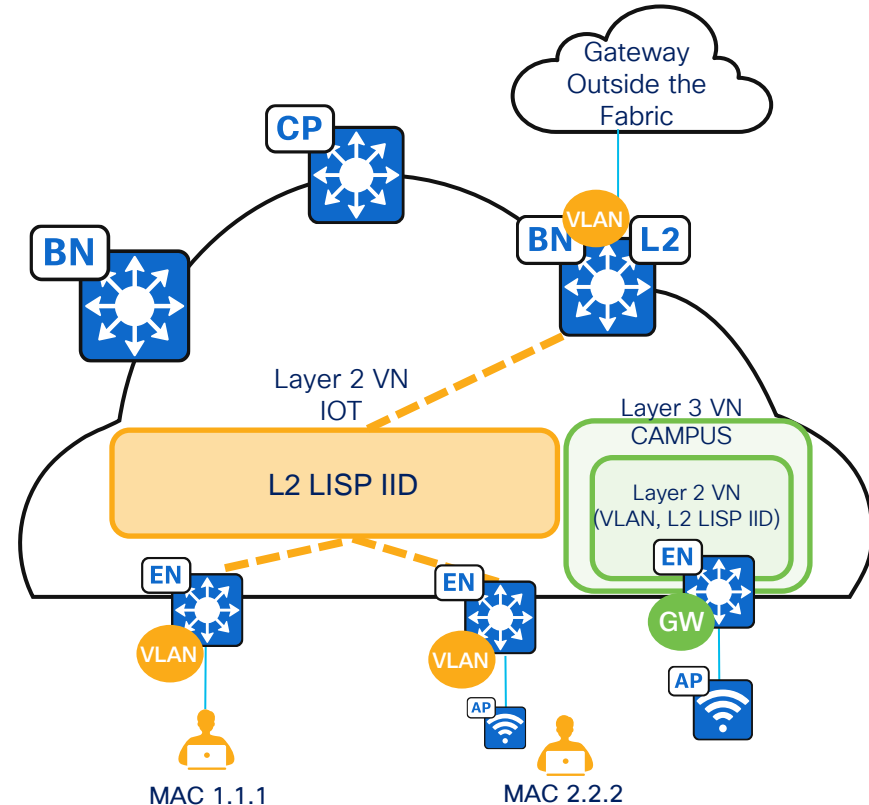 Gateway
Outside the
Fabric
CP
VLAN
BN
BN
L2
Layer 2 VN
IOT
Layer 3 VN
CAMPUS
L2 LISP IID
Layer 2 VN
(VLAN, L2 LISP IID)
EN
EN
EN
GW
VLAN
VLAN
AP
AP
MAC 1.1.1
MAC 2.2.2